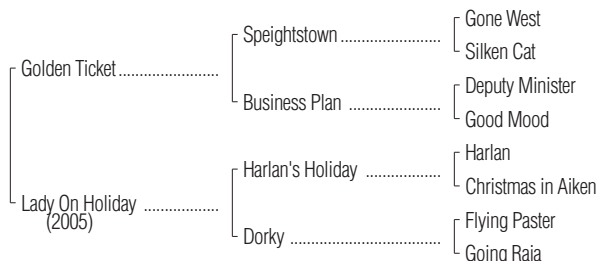 Gone West
Speightstown
Silken Cat
Golden Ticket
Deputy Minister
Business Plan
Good Mood
Harlan
Harlan's Holiday
Christmas in Aiken
Lady On Holiday
(2005)
Flying Paster
Dorky
Going Raja